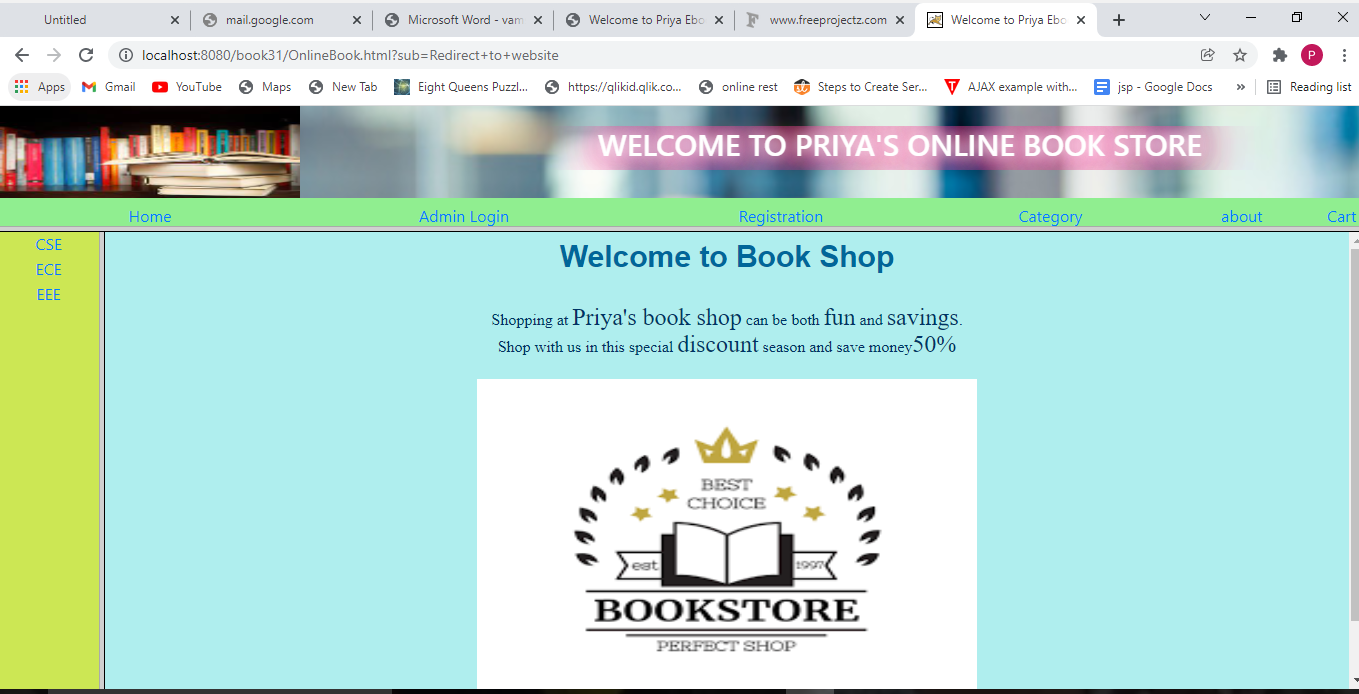 Untitled
mail.google.com
Microsoft Word - vam
Welcome to Priya Ebo
www.freeprojectz.com
Welcome to Priya Ebo
localhost:8080/book31/OnlineBook.html?sub=Redirect+to+website
P
Apps
Gmail
YouTube
Maps
New Tab
Eight Queens Puzzl...
https://qlikid.qlik.co...
online rest
Steps to Create Ser...
AJAX example with...
jsp - Google Docs
»
Reading list
WELCOME TO PRIYA'S ONLINE BOOK STORE
Home Admin Login Registration Category about Cart
CSE
ECE
EEE
Welcome to Book Shop
Shopping at Priya's book shop can be both fun and savings.
Shop with us in this special discount season and save money50%
BEST
CHOICE
est 1997
BOOKSTORE
PERFECT SHOP